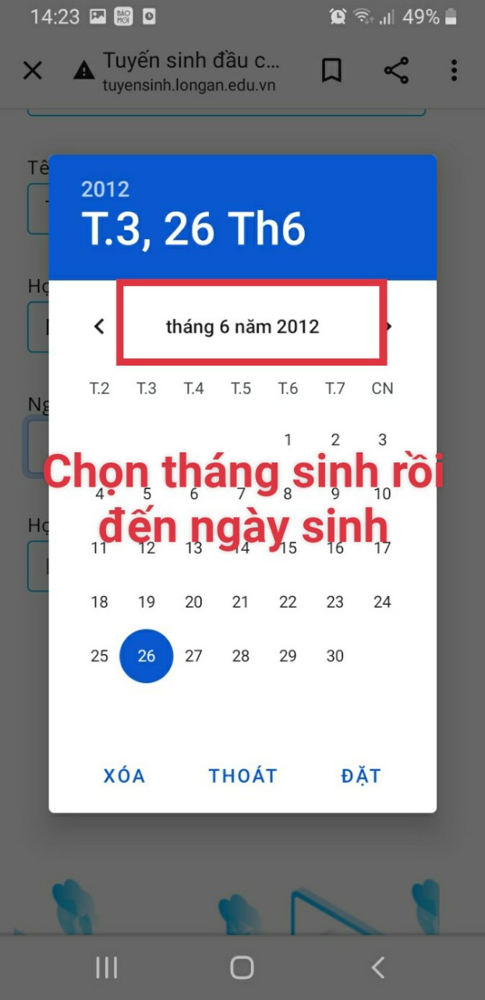 14:23
BÁO MỚI
49%
Tuyến sinh đầu c...
tuyensinh.longan.edu.vn
Tê
2012
T.3, 26 Th6
Họ
tháng 6 năm 2012
T.2 T.3 T.4 T.5 T.6 T.7 CN
Ng
1 2 3
Chọn tháng sinh rồi
4 5 6 7 8 9 10
đến ngày sinh
Họ
11 12 13 14 15 16 17
18 19 20 21 22 23 24
25 26 27 28 29 30
XÓA THOÁT ĐẶT